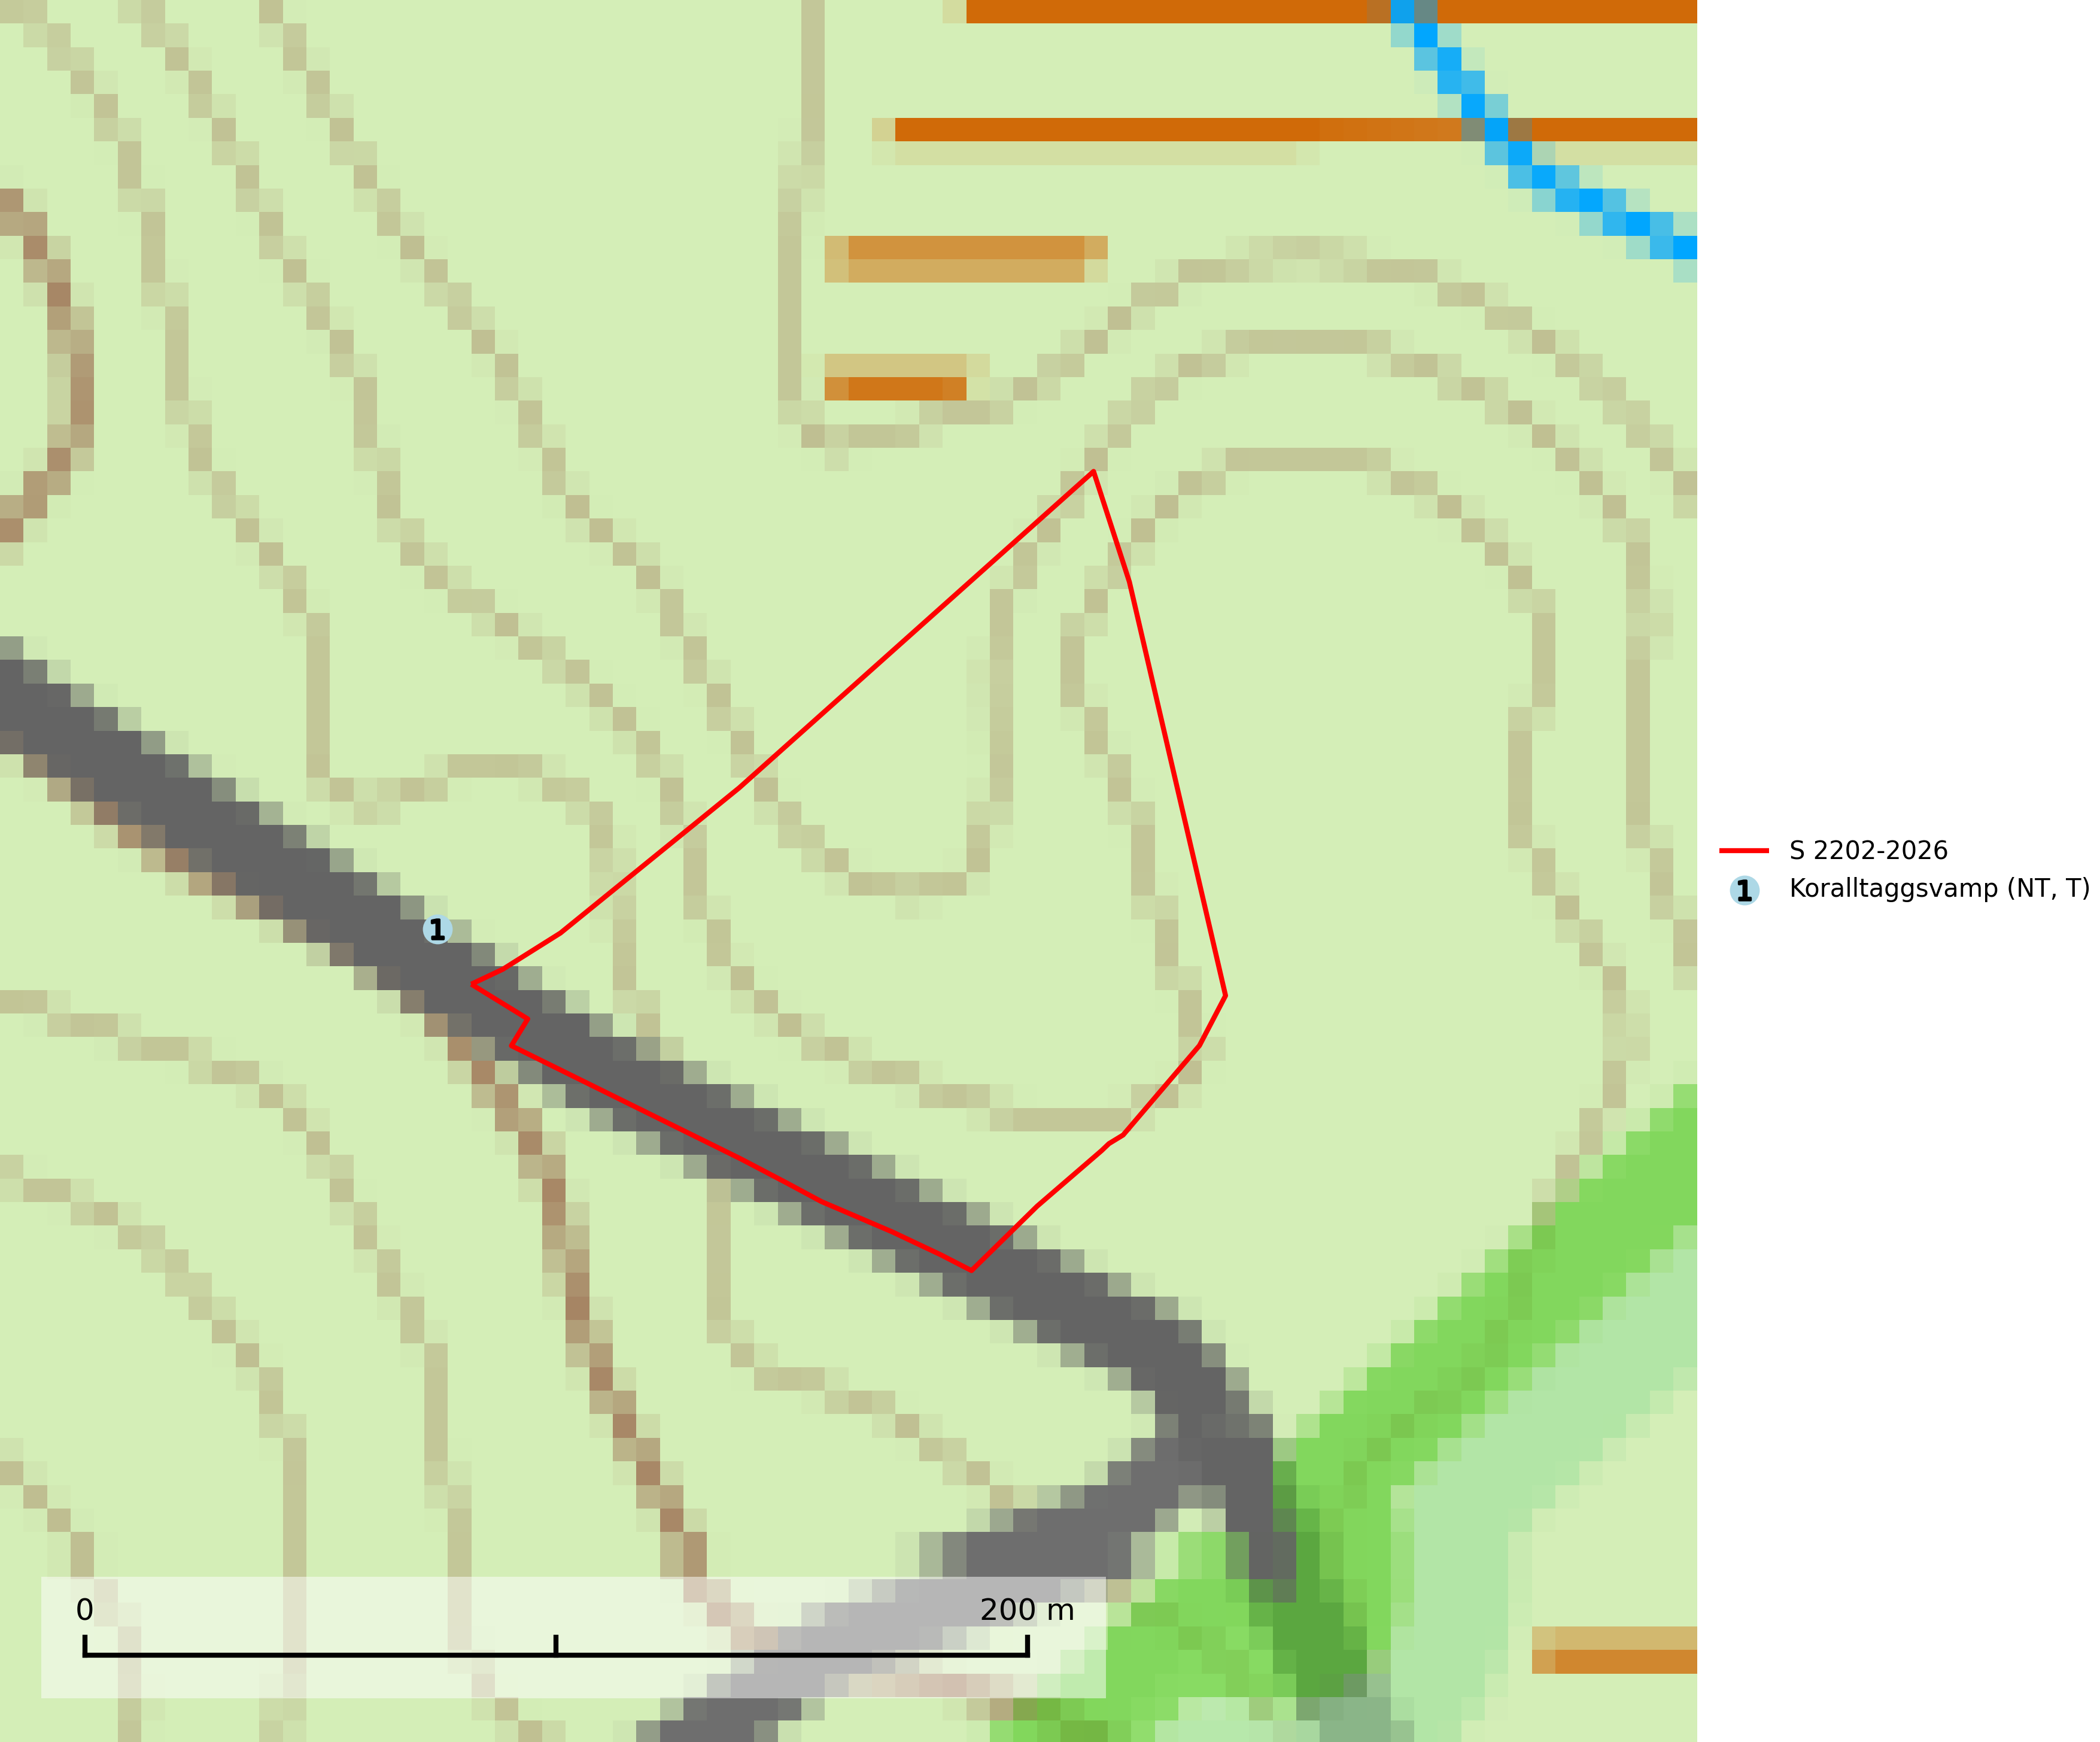 1
S 2202-2026
1 Koralltaggsvamp (NT, T)
0 200 m